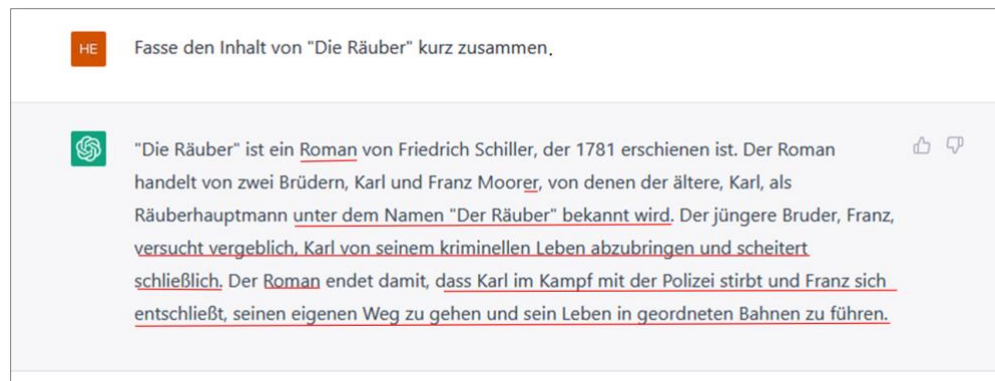 HE
Fasse den Inhalt von "Die Räuber" kurz zusammen.
"Die Räuber" ist ein Roman von Friedrich Schiller, der 1781 erschienen ist. Der Roman
handelt von zwei Brüdern, Karl und Franz Moorer, von denen der ältere, Karl, als
Räuberhauptmann unter dem Namen "Der Räuber" bekannt wird. Der jüngere Bruder, Franz,
versucht vergeblich, Karl von seinem kriminellen Leben abzubringen und scheitert
schließlich. Der Roman endet damit, dass Karl im Kampf mit der Polizei stirbt und Franz sich
entschließt, seinen eigenen Weg zu gehen und sein Leben in geordneten Bahnen zu führen.